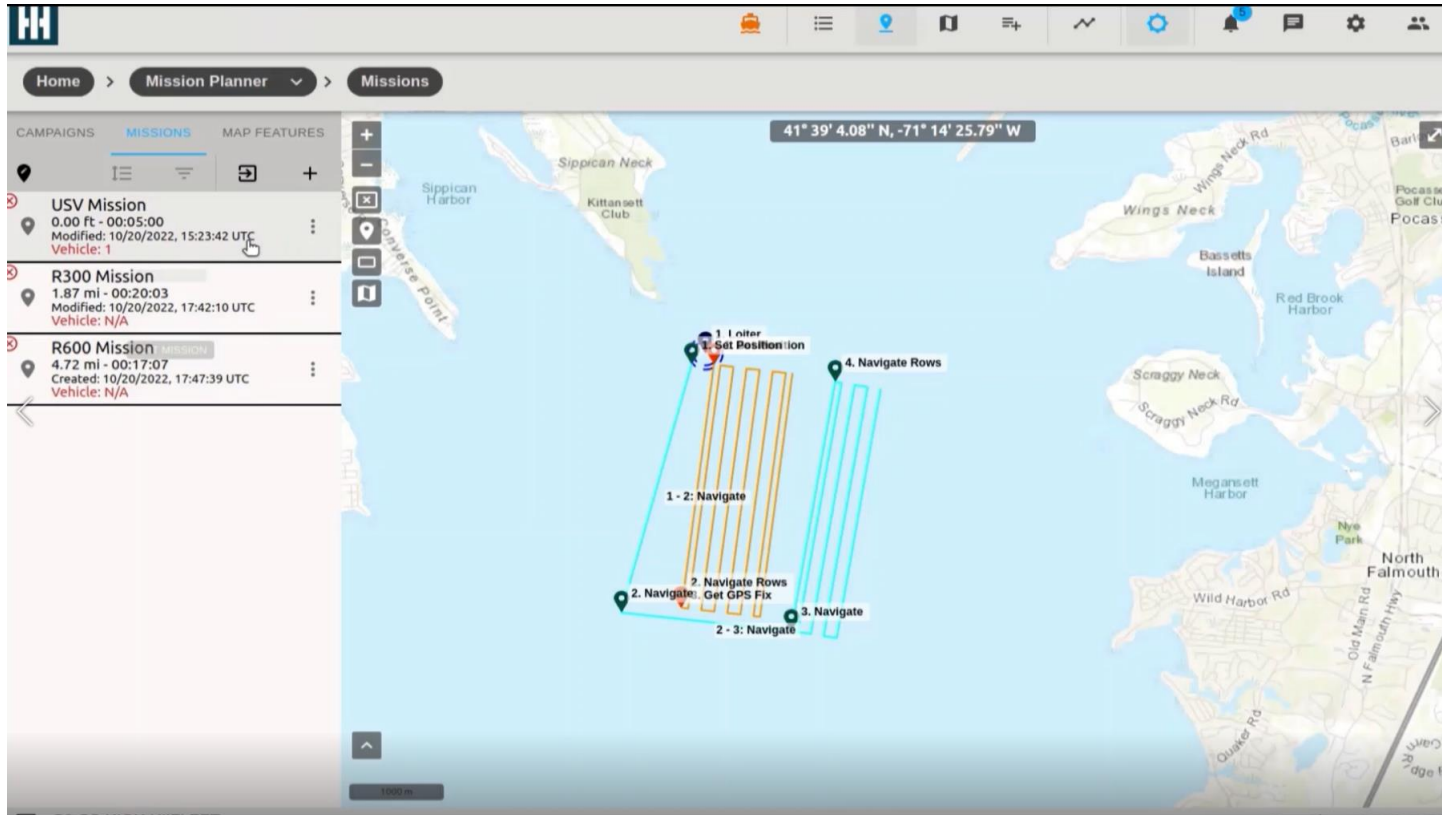 5
Home > Mission Planner > Missions
CAMPAIGNS MISSIONS MAP FEATURES
USV Mission
0.00 ft - 00:05:00
Modified: 10/20/2022, 15:23:42 UTC
Vehicle: 1
R300 Mission
1.87 mi - 00:20:03
Modified: 10/20/2022, 17:42:10 UTC
Vehicle: N/A
R600 Mission
4.72 mi - 00:17:07
Created: 10/20/2022, 17:47:39 UTC
Vehicle: N/A
41° 39' 4.08" N, -71° 14' 25.79" W
Sippican Neck
Sippican
Harbor
Kittansett
Club
Converse Point
Wings Neck Rd
Wings Neck
Pocasset
Golf Clu
Pocas
Bassetts
Island
Red Brook
Harbor
1. Loiter
1. Set Position
4. Navigate Rows
Scraggy Neck
Scraggy Neck Rd
1 - 2: Navigate
Megansett
Harbor
Nye
Park
North
Falmouth
2. Navigate Rows
2. Navigate
Get GPS Fix
3. Navigate
2 - 3: Navigate
Wild Harbor Rd
Old Main Rd
N Falmouth Hwy
Quaker Rd
1000 m